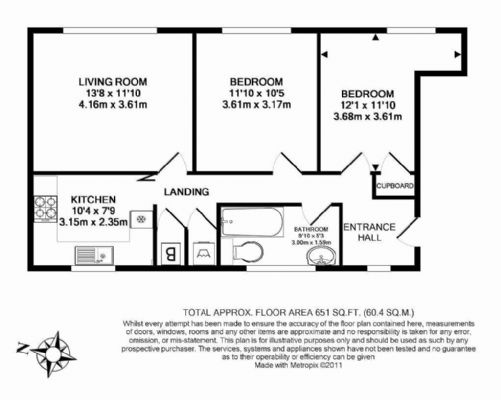 LIVING ROOM
13'8 x 11'10
4.16m x 3.61m
BEDROOM
11'10 x 10'5
3.61m x 3.17m
BEDROOM
12'1 x 11'10
3.68m x 3.61m
CUPBOARD
KITCHEN
10'4 x 7'9
3.15m x 2.35m
LANDING
B
BATHROOM
9'10 x 5'3
3.00m x 1.59m
ENTRANCE
HALL
TOTAL APPROX. FLOOR AREA 651 SQ.FT. (60.4 SQ.M.)
Whilst every attempt has been made to ensure the accuracy of the floor plan contained here, measurements
of doors, windows, rooms and any other items are approximate and no responsibility is taken for any error,
omission, or mis-statement. This plan is for illustrative purposes only and should be used as such by any
prospective purchaser. The services, systems and appliances shown have not been tested and no guarantee
as to their operability or efficiency can be given
Made with Metropix ©2011
N